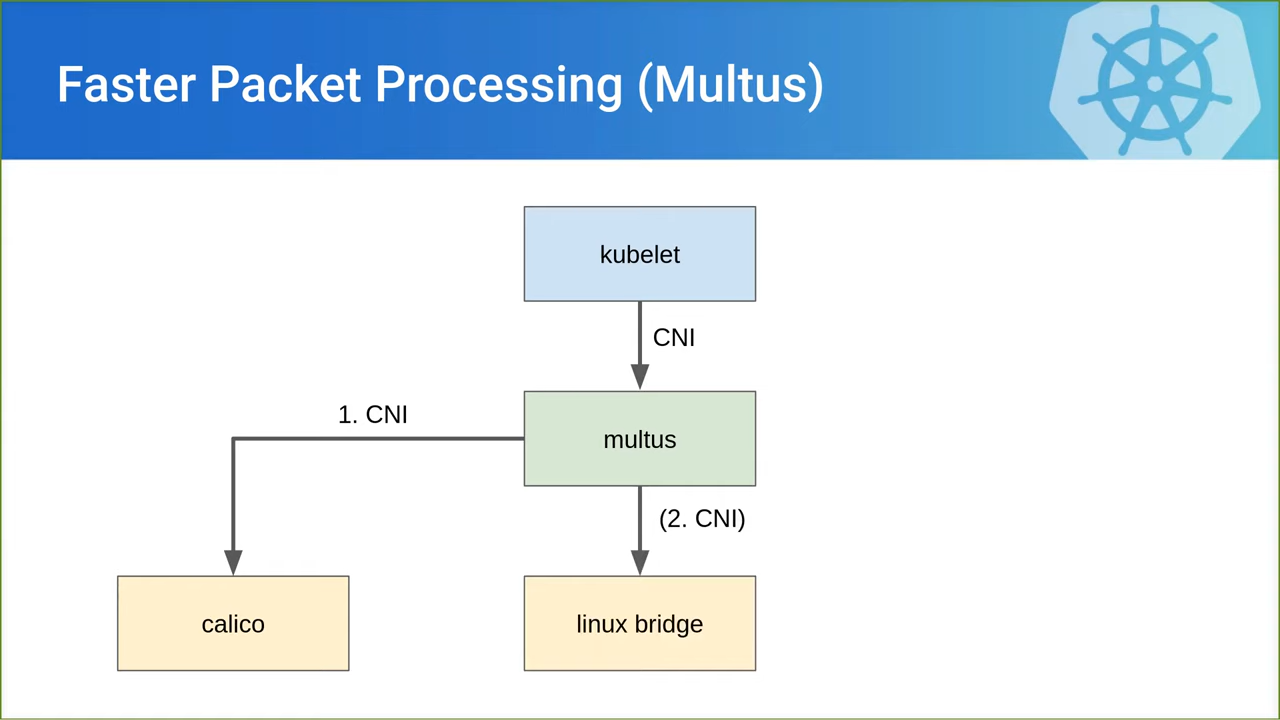 Faster Packet Processing (Multus)
kubelet
CNI
1. CNI
multus
(2. CNI)
calico
linux bridge